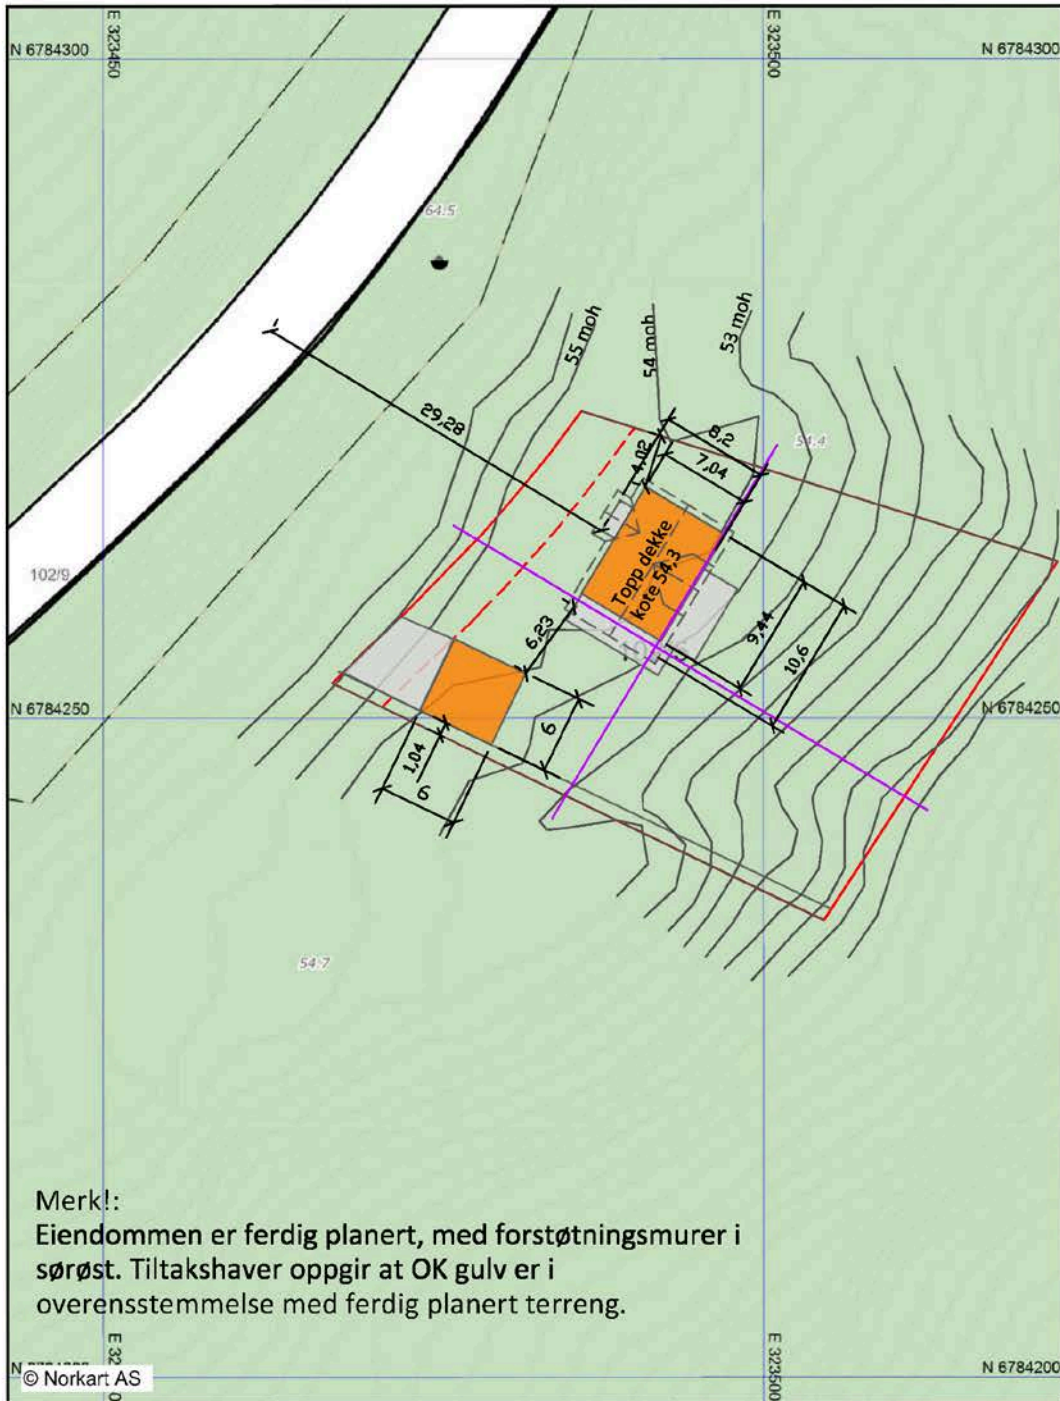 E 323450
E 323500
N 6784300
N 6784300
64.5
55 moh
54 moh
53 moh
29,28
8,2
54.4
4,02
7,04
Topp dekke
kote 54,3
102/9
9,44
6,23
10,6
N 6784250
N 6784250
6
1,04
6
54.7
Merk!:
Eiendommen er ferdig planert, med forstøtningsmurer i
sørøst. Tiltakshaver oppgir at OK gulv er i
overensstemmelse med ferdig planert terreng.
E 323500
N 6784200
© Norkart AS